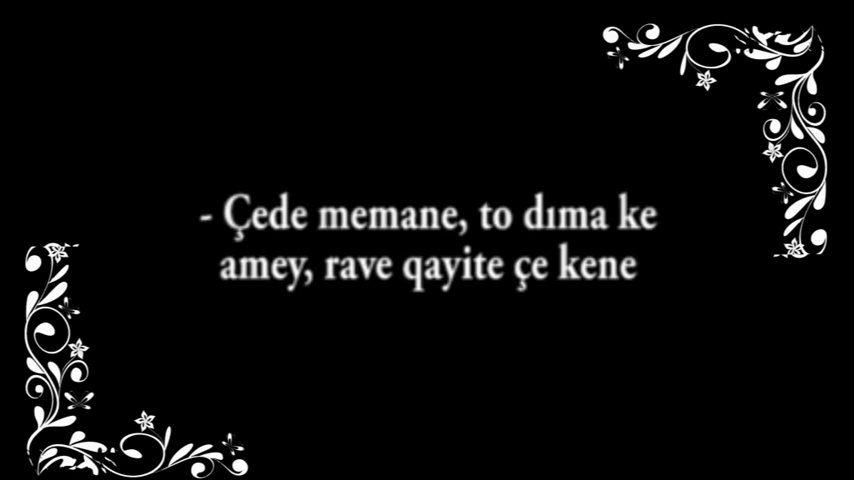 - Çede memane, to dıma ke
amey, rave qayite çe kene